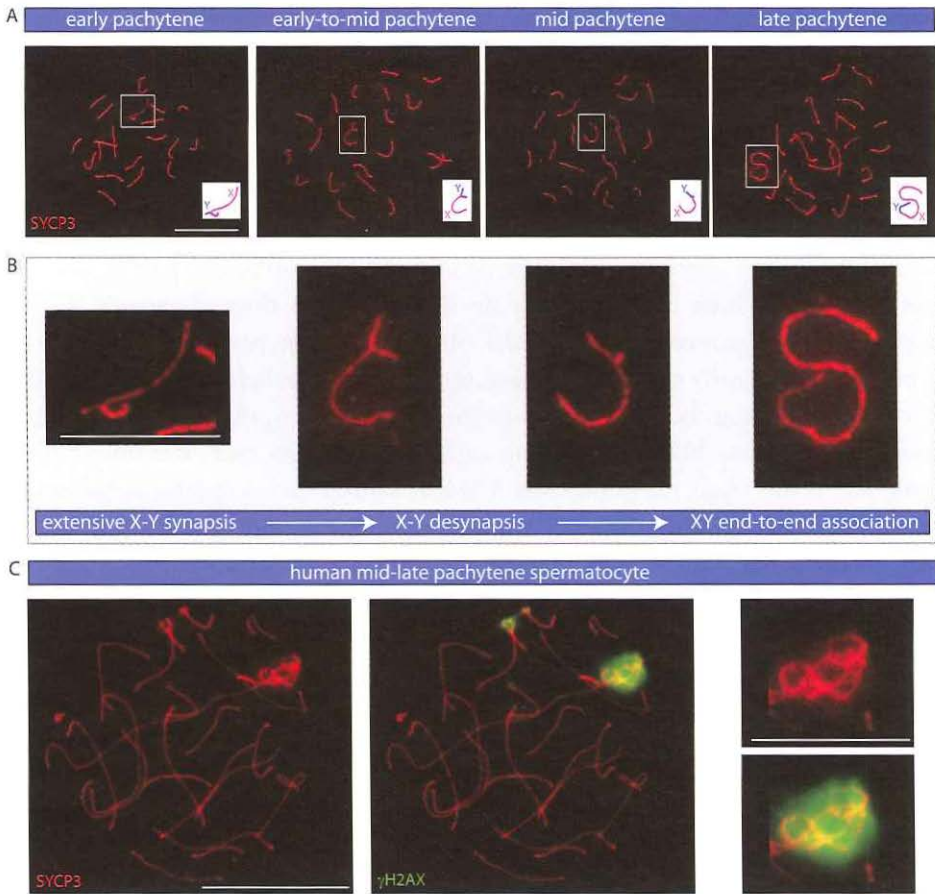 A
early pachytene
early-to-mid pachytene
mid pachytene
late pachytene
SYCP3
Y X
Y X
Y X
Y X
B
extensive X-Y synapsis
X-Y desynapsis
XY end-to-end association
C
human mid-late pachytene spermatocyte
SYCP3
γH2AX